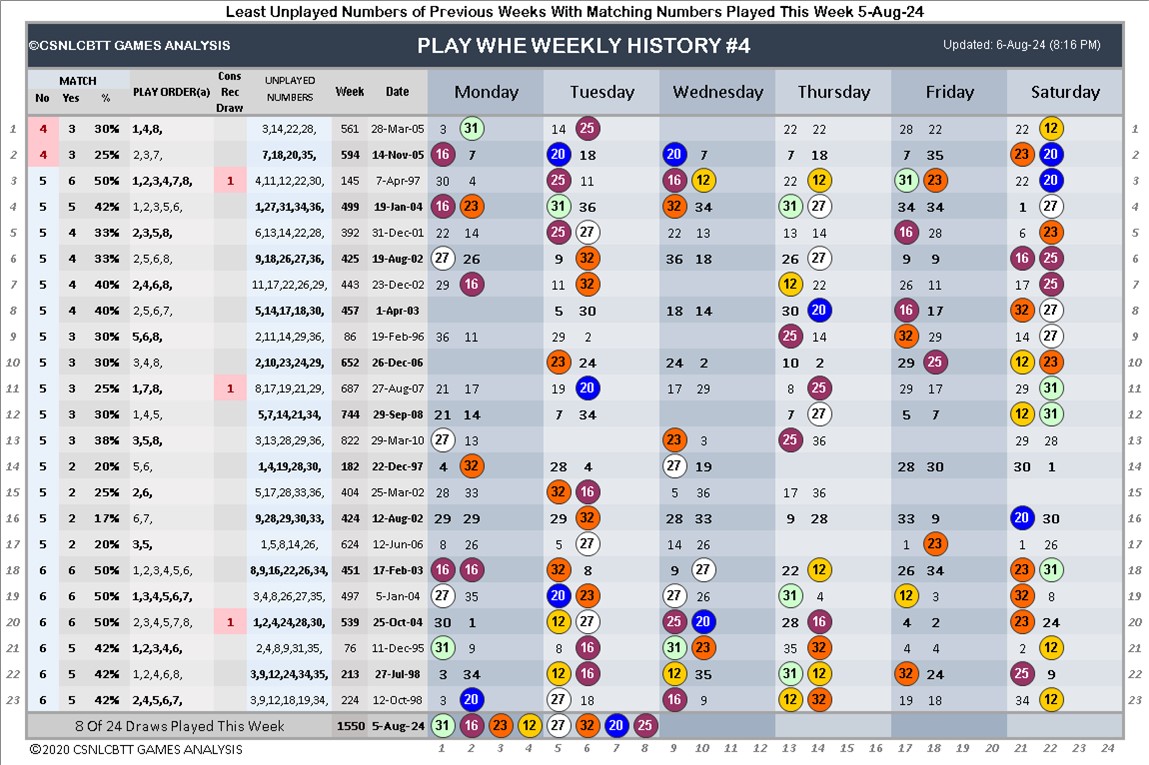 Least Unplayed Numbers of Previous Weeks With Matching Numbers Played This Week 5-Aug-24
©CSNLCBTT GAMES ANALYSIS PLAY WHE WEEKLY HISTORY #4 Updated: 6-Aug-24 (8:16 PM)
MATCH
No Yes % PLAY ORDER(a) Cons Rec Draw UNPLAYED NUMBERS Week Date Monday Tuesday Wednesday Thursday Friday Saturday
1 4 3 30% 1,4,8, 3,14,22,28, 561 28-Mar-05 3 31 14 25 22 22 28 22 22 12 1
2 4 3 25% 2,3,7, 7,18,20,35, 594 14-Nov-05 16 7 20 18 20 7 7 18 7 35 23 20 2
3 5 6 50% 1,2,3,4,7,8, 1 4,11,12,22,30, 145 7-Apr-97 30 4 25 11 16 12 22 12 31 23 22 20 3
4 5 5 42% 1,2,3,5,6, 1,27,31,34,36, 499 19-Jan-04 16 23 31 36 32 34 31 27 34 34 1 27 4
5 5 4 33% 2,3,5,8, 6,13,14,22,28, 392 31-Dec-01 22 14 25 27 22 13 13 14 16 28 6 23 5
6 5 4 33% 2,5,6,8, 9,18,26,27,36, 425 19-Aug-02 27 26 9 32 36 18 26 27 9 9 16 25 6
7 5 4 40% 2,4,6,8, 11,17,22,26,29, 443 23-Dec-02 29 16 11 32 12 22 26 11 17 25 7
8 5 4 40% 2,5,6,7, 5,14,17,18,30, 457 1-Apr-03 5 30 18 14 30 20 16 17 32 27 8
9 5 3 30% 5,6,8, 2,11,14,29,36, 86 19-Feb-96 36 11 29 2 25 14 32 29 14 27 9
10 5 3 30% 3,4,8, 2,10,23,24,29, 652 26-Dec-06 23 24 24 2 10 2 29 25 12 23 10
11 5 3 25% 1,7,8, 1 8,17,19,21,29, 687 27-Aug-07 21 17 19 20 17 29 8 25 29 17 29 31 11
12 5 3 30% 1,4,5, 5,7,14,21,34, 744 29-Sep-08 21 14 7 34 7 27 5 7 12 31 12
13 5 3 38% 3,5,8, 3,13,28,29,36, 822 29-Mar-10 27 13 23 3 25 36 29 28 13
14 5 2 20% 5,6, 1,4,19,28,30, 182 22-Dec-97 4 32 28 4 27 19 28 30 30 1 14
15 5 2 25% 2,6, 5,17,28,33,36, 404 25-Mar-02 28 33 32 16 5 36 17 36 15
16 5 2 17% 6,7, 9,28,29,30,33, 424 12-Aug-02 29 29 29 32 28 33 9 28 33 9 20 30 16
17 5 2 20% 3,5, 1,5,8,14,26, 624 12-Jun-06 8 26 5 27 14 26 1 23 1 26 17
18 6 6 50% 1,2,3,4,5,6, 8,9,16,22,26,34, 451 17-Feb-03 16 16 32 8 9 27 22 12 26 34 23 31 18
19 6 6 50% 1,3,4,5,6,7, 3,4,8,26,27,35, 497 5-Jan-04 27 35 20 23 27 26 31 4 12 3 32 8 19
20 6 6 50% 2,3,4,5,7,8, 1 1,2,4,24,28,30, 539 25-Oct-04 30 1 12 27 25 20 28 16 4 2 23 24 20
21 6 5 42% 1,2,3,4,6, 2,4,8,9,31,35, 76 11-Dec-95 31 9 8 16 31 23 35 32 4 4 2 12 21
22 6 5 42% 1,2,4,6,8, 3,9,12,24,34,35, 213 27-Jul-98 3 34 12 16 12 35 31 12 32 24 25 9 22
23 6 5 42% 2,4,5,6,7, 3,9,12,18,19,34, 224 12-Oct-98 3 20 27 18 16 9 12 32 19 18 34 12 23
8 Of 24 Draws Played This Week 1550 5-Aug-24 31 16 23 12 27 32 20 25
©2020 CSNLCBTT GAMES ANALYSIS 1 2 3 4 5 6 7 8 9 10 11 12 13 14 15 16 17 18 19 20 21 22 23 24